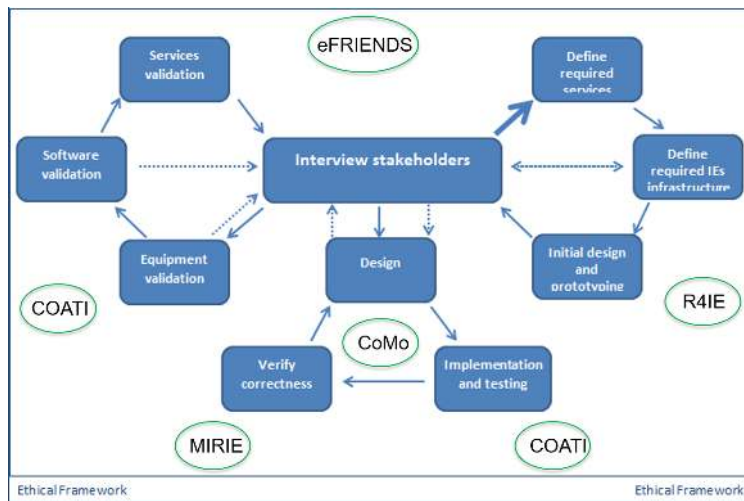 eFRIENDS
Services
validation
Define
required
services
Software
validation
Interview stakeholders
Define
required IEs
infrastructure
Equipment
validation
Design
Initial design
and
prototyping
COATI
R4IE
CoMo
Verify
correctness
Implementation
and testing
MIRIE
COATI
Ethical Framework
Ethical Framework